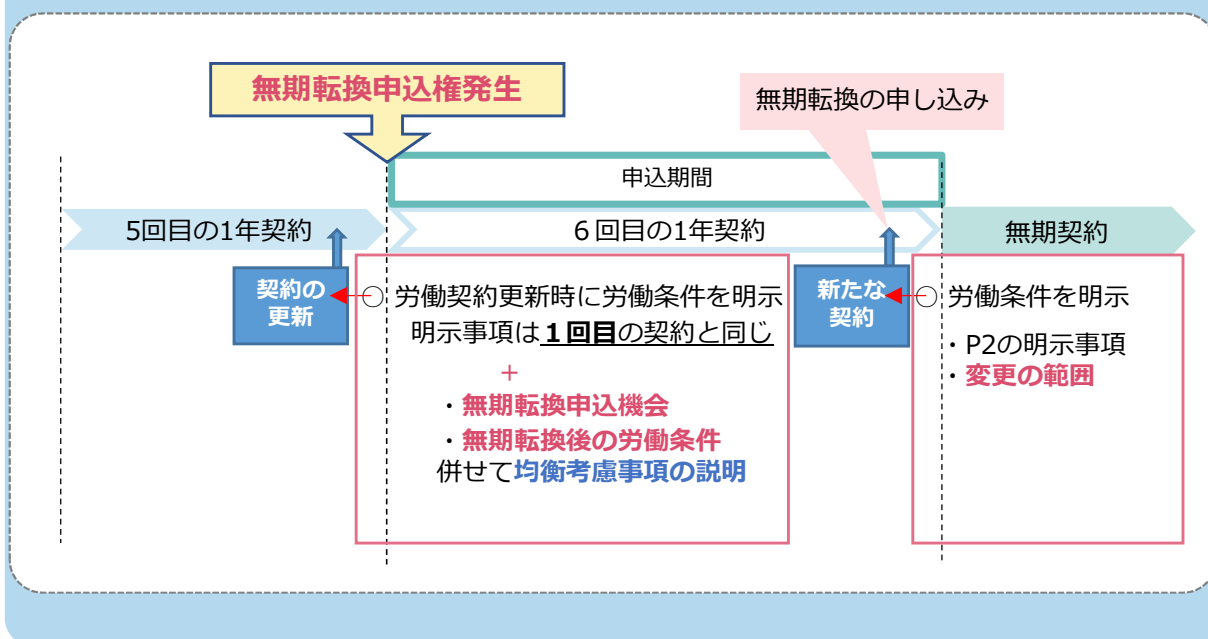 無期転換申込権発生
無期転換の申し込み
申込期間
5回目の1年契約
６回目の1年契約
無期契約
契約の
更新
○ 労働契約更新時に労働条件を明示
明示事項は１回目の契約と同じ
＋
・無期転換申込機会
・無期転換後の労働条件
併せて均衡考慮事項の説明
新たな
契約
○ 労働条件を明示
・P2の明示事項
・変更の範囲